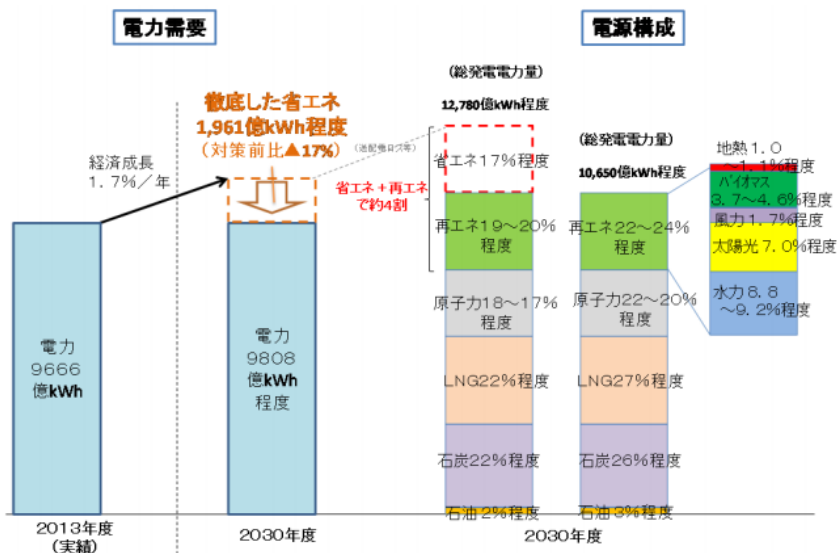 電力需要
電源構成
(総発電電力量)
12,780億kWh程度
徹底した省エネ
1,961億kWh程度
(対策前比▲17%)
(送配電ロス等)
経済成長
1.7%/年
省エネ17%程度
省エネ+再エネ
で約4割
(総発電電力量)
10,650億kWh程度
地熱1.0
~1.1%程度
バイオマス
3.7~4.6%程度
風力1.7%程度
太陽光7.0%程度
水力8.8
~9.2%程度
再エネ19~20%
程度
再エネ22~24%
程度
原子力18~17%
程度
原子力22~20%
程度
電力
9666
億kWh
電力
9808
億kWh
程度
LNG22%程度
LNG27%程度
石炭22%程度
石炭26%程度
石油2%程度
石油3%程度
2013年度
(実績)
2030年度
2030年度